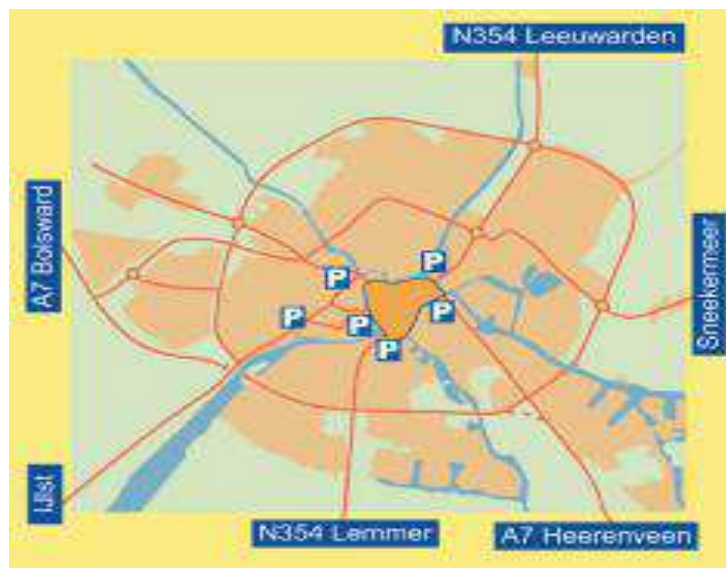 N354 Leeuwarden
A7 Bolsward
Sneekermeer
P
P
P
P
P
P
IJlst
N354 Lemmer
A7 Heerenveen